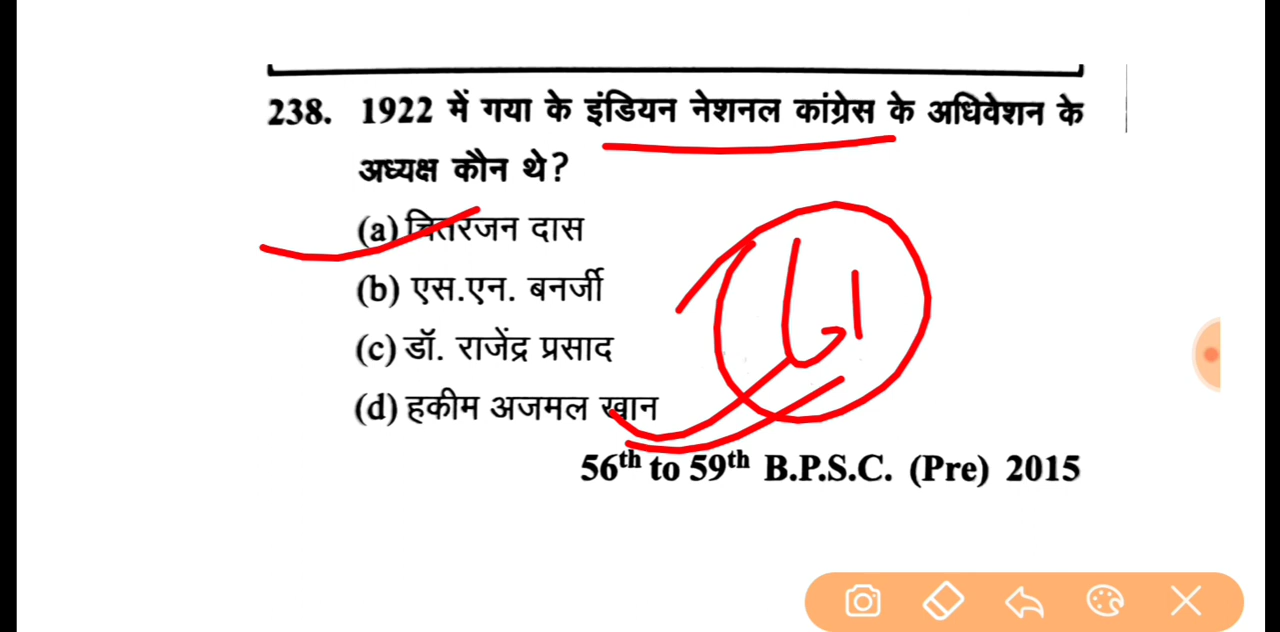 238. 1922 में गया के इंडियन नेशनल कांग्रेस के अधिवेशन के
अध्यक्ष कौन थे?
(a) चितरंजन दास
(b) एस.एन. बनर्जी
(c) डॉ. राजेंद्र प्रसाद
(d) हकीम अजमल खान
56th to 59th B.P.S.C. (Pre) 2015